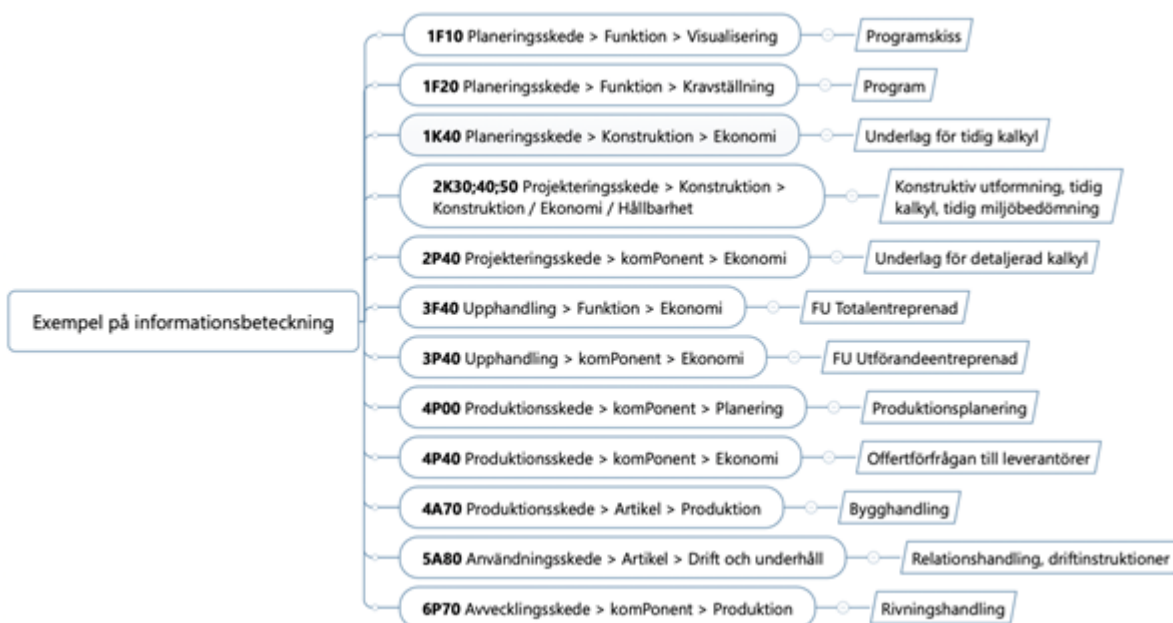 1F10 Planeringsskede > Funktion > Visualisering
Programskiss
1F20 Planeringsskede > Funktion > Kravställning
Program
1K40 Planeringsskede > Konstruktion > Ekonomi
Underlag för tidig kalkyl
2K30;40;50 Projekteringsskede > Konstruktion >
Konstruktion / Ekonomi / Hållbarhet
Konstruktiv utformning, tidig
kalkyl, tidig miljöbedömning
2P40 Projekteringsskede > komPonent > Ekonomi
Underlag för detaljerad kalkyl
Exempel på informationsbeteckning
3F40 Upphandling > Funktion > Ekonomi
FU Totalentreprenad
3P40 Upphandling > komPonent > Ekonomi
FU Utförandeentreprenad
4P00 Produktionsskede > komPonent > Planering
Produktionsplanering
4P40 Produktionsskede > komPonent > Ekonomi
Offertförfrågan till leverantörer
4A70 Produktionsskede > Artikel > Produktion
Bygghandling
5A80 Användningsskede > Artikel > Drift och underhåll
Relationshandling, driftinstruktioner
6P70 Avvecklingsskede > komPonent > Produktion
Rivningshandling